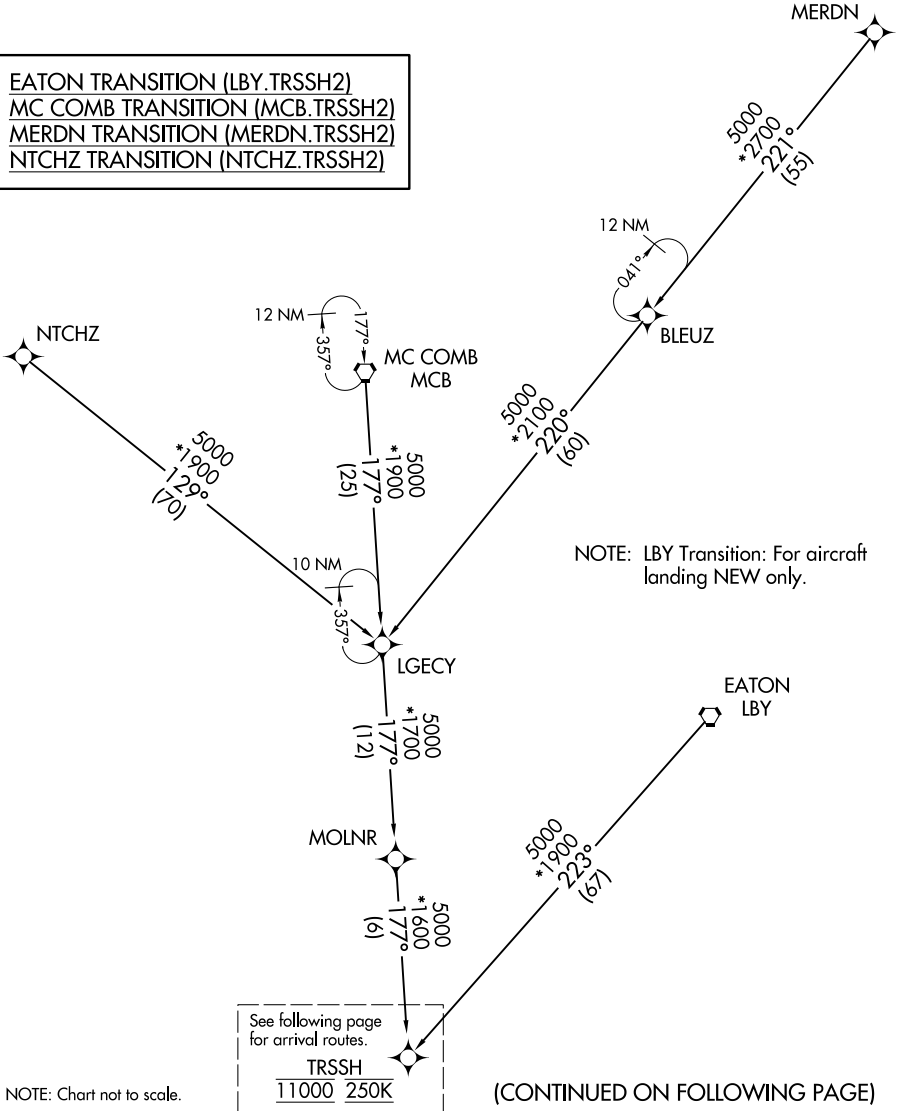 MERDN
EATON TRANSITION (LBY.TRSSH2)
MC COMB TRANSITION (MCB.TRSSH2)
MERDN TRANSITION (MERDN.TRSSH2)
NTCHZ TRANSITION (NTCHZ.TRSSH2)
5000
*2700
221°
(55)
12 NM
041°
BLEUZ
NTCHZ
12 NM
177°
357°
MC COMB
MCB
5000
*2100
220°
(60)
5000
*1900
129°
(70)
5000
*1900
177°
(25)
NOTE: LBY Transition: For aircraft
landing NEW only.
10 NM
357°
LGECY
EATON
LBY
5000
*1700
177°
(12)
MOLNR
5000
*1900
223°
(67)
5000
*1600
177°
(6)
See following page
for arrival routes.
TRSSH
11000 250K
NOTE: Chart not to scale.
(CONTINUED ON FOLLOWING PAGE)